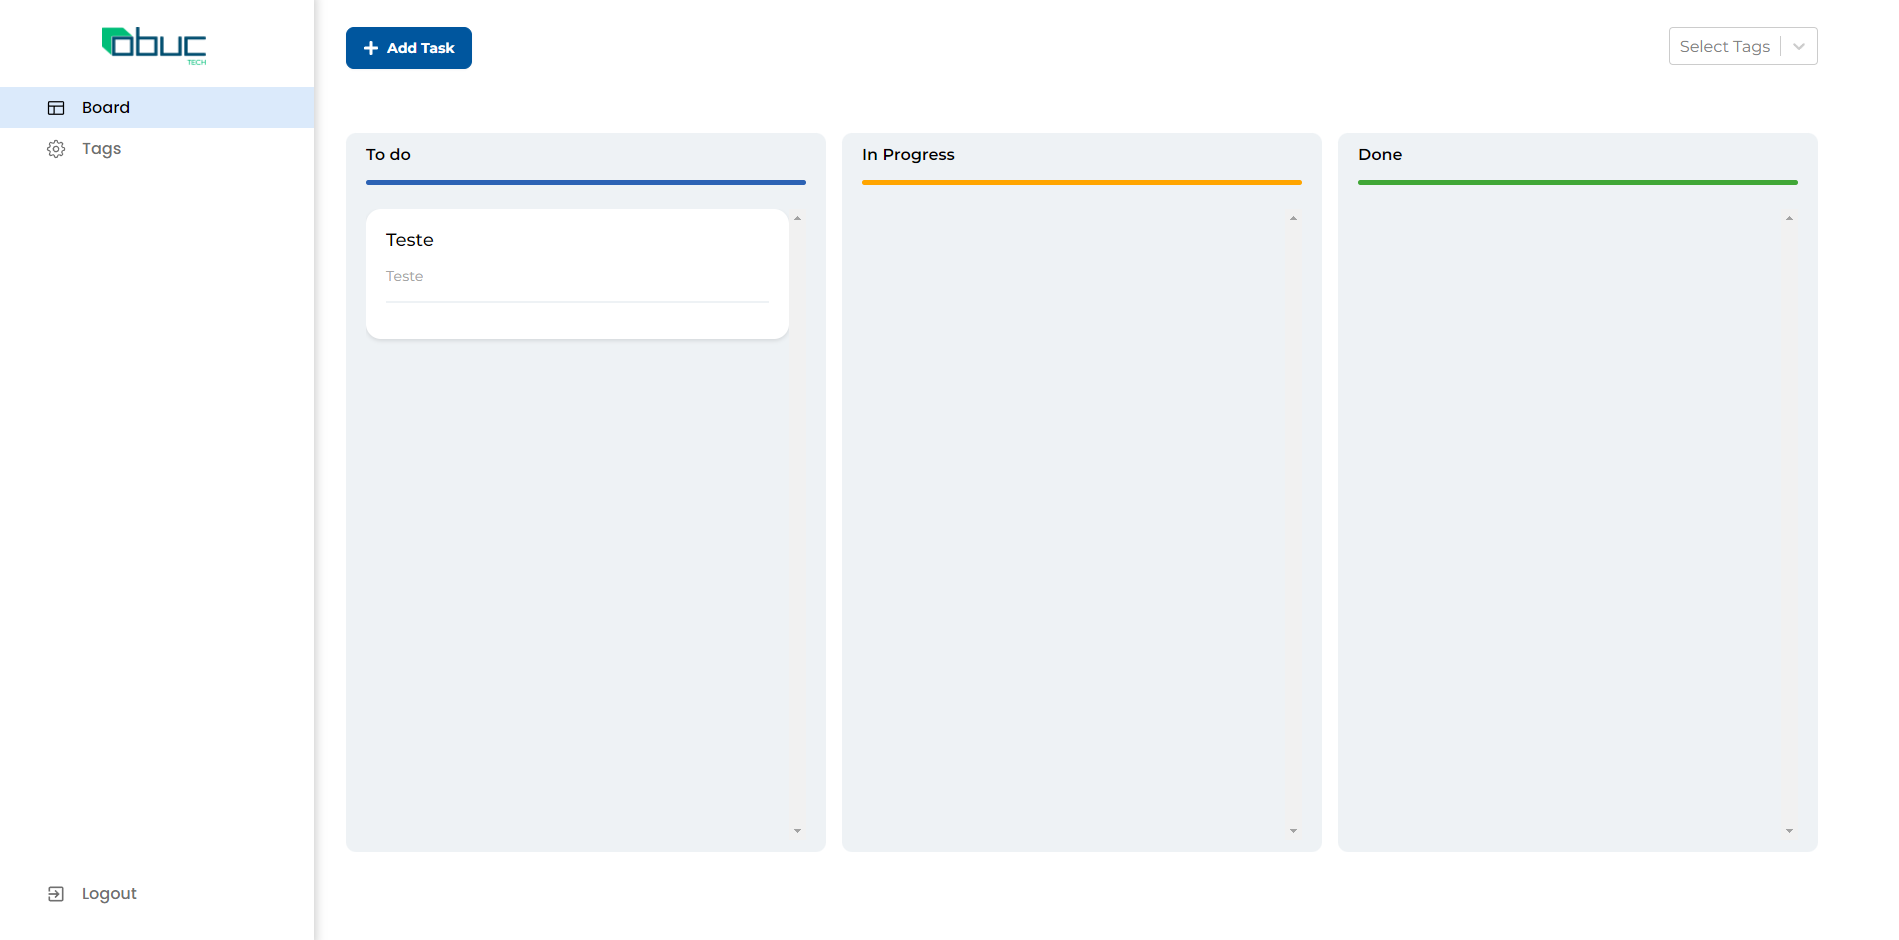 obuc
TECH
Board
Tags
Logout
Add Task
Select Tags
To do
Teste
Teste
In Progress
Done